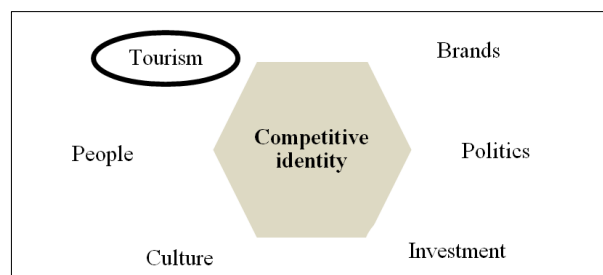 Tourism
Brands
People
Competitive
identity
Politics
Culture
Investment